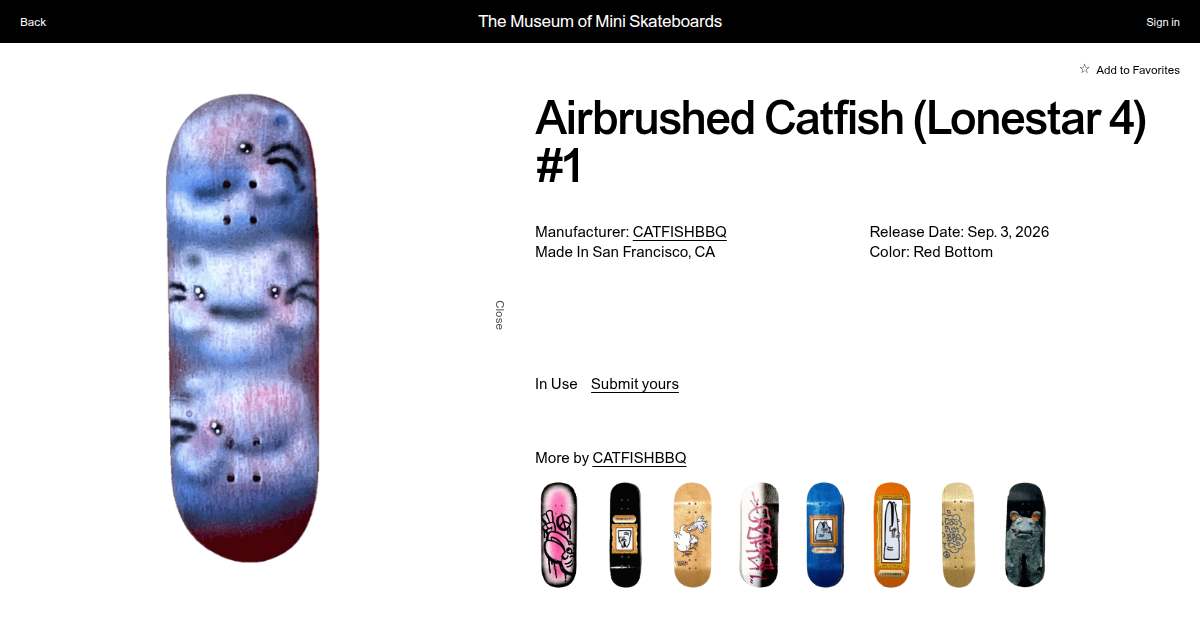 Back
The Museum of Mini Skateboards
Sign in
☆ Add to Favorites
Airbrushed Catfish (Lonestar 4)
#1
Manufacturer: CATFISHBBQ
Made In San Francisco, CA
Release Date: Sep. 3, 2026
Color: Red Bottom
Close
In Use Submit yours
More by CATFISHBBQ